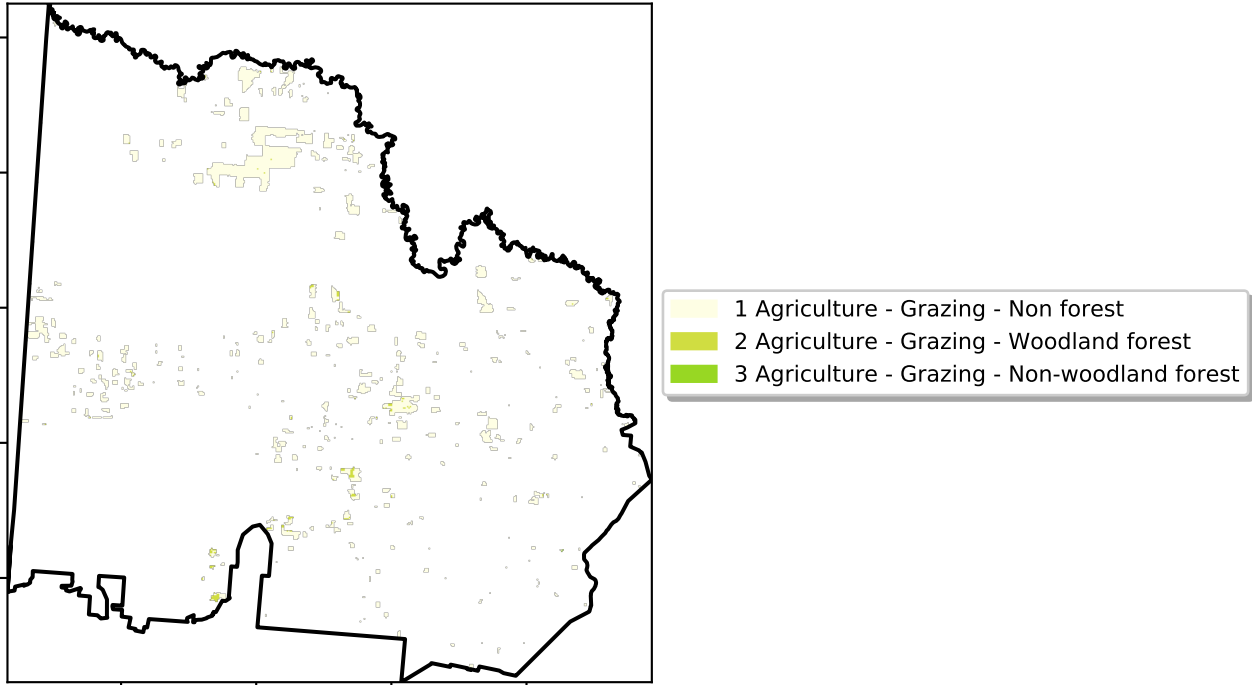 1 Agriculture - Grazing - Non forest
2 Agriculture - Grazing - Woodland forest
3 Agriculture - Grazing - Non-woodland forest